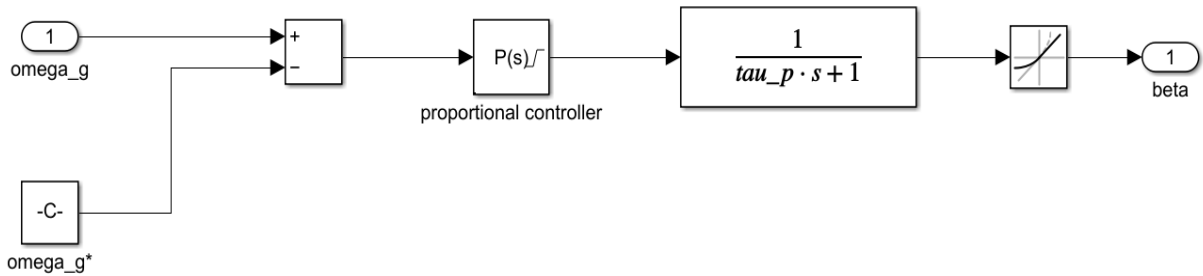 1
omega_g
+
−
P(s)
proportional controller
1
tau_p · s + 1
1
beta
-C-
omega_g*